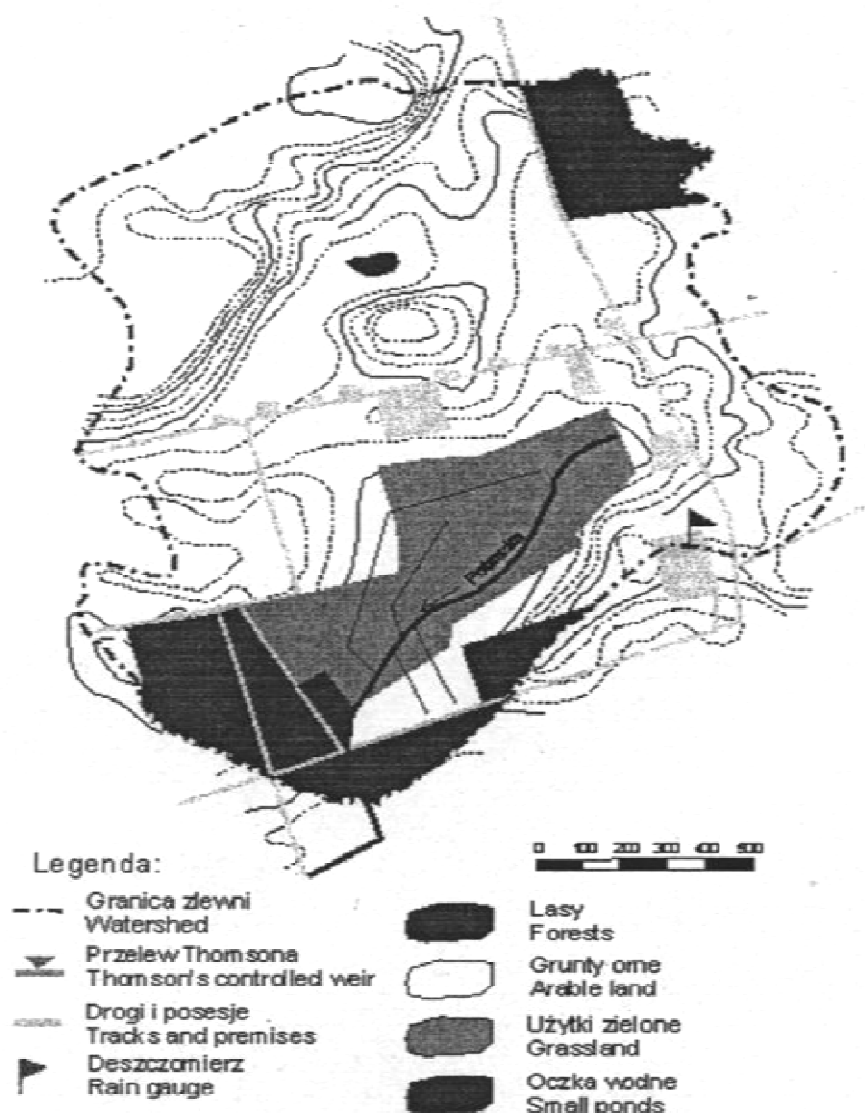 Legenda:
0 100 200 300 400 500
Granica zlewni
Watershed
Przelew Thomsona
Thomson's controlled weir
Drogi i posesje
Tracks and premises
Deszczomierz
Rain gauge
Lasy
Forests
Grunty orne
Arable land
Użytki zielone
Grassland
Oczka wodne
Small ponds